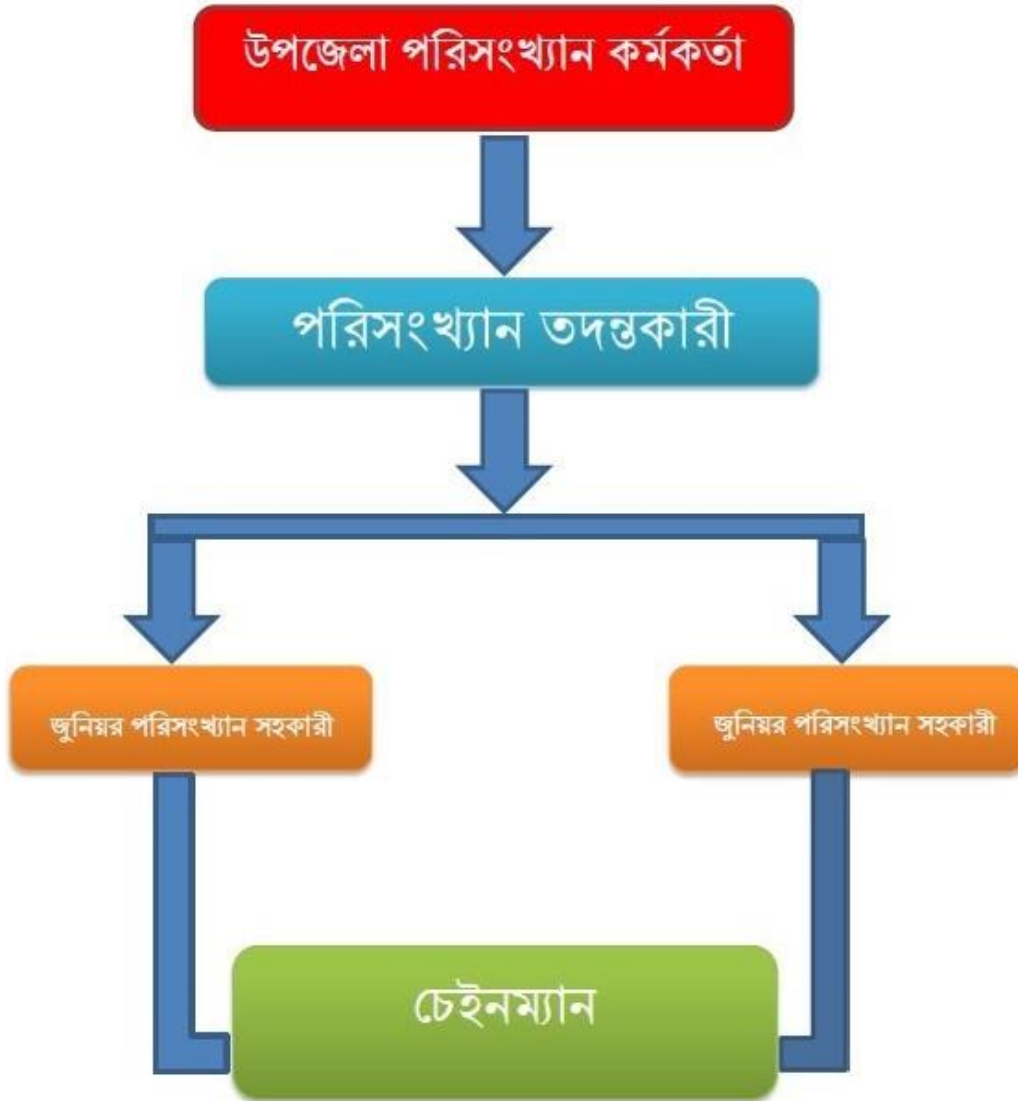 উপজেলা পরিসংখ্যান কর্মকর্তা
পরিসংখ্যান তদন্তকারী
জুনিয়র পরিসংখ্যান সহকারী
জুনিয়র পরিসংখ্যান সহকারী
চেইনম্যান